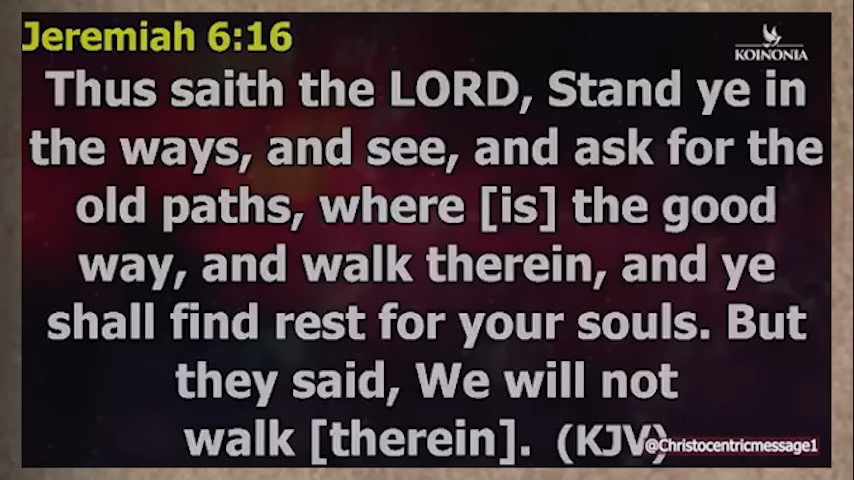 Jeremiah 6:16
KOINONIA
Thus saith the LORD, Stand ye in
the ways, and see, and ask for the
old paths, where [is] the good
way, and walk therein, and ye
shall find rest for your souls. But
they said, We will not
walk [therein]. (KJV)
@Christocentricmessage1